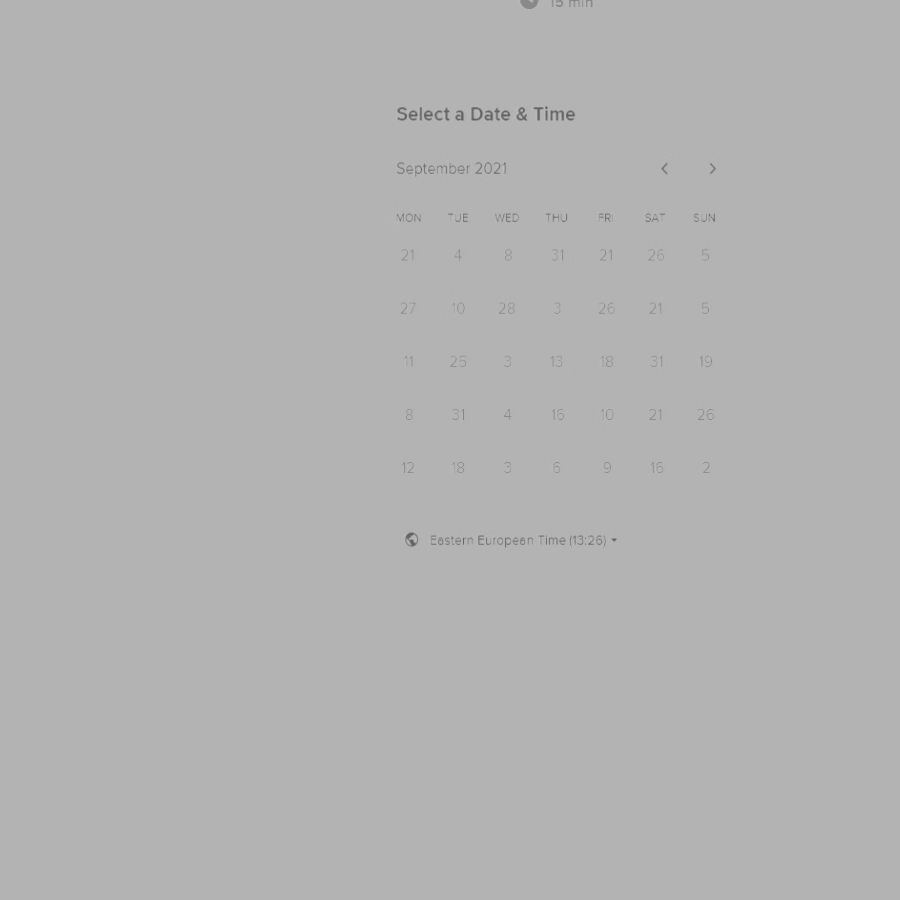 15 min
Select a Date & Time
September 2021
MON TUE WED THU FRI SAT SUN
21 4 8 31 21 26 5
27 10 28 3 26 21 5
11 25 3 13 18 31 19
8 31 4 16 10 21 26
12 18 3 6 9 16 2
Eastern European Time (13:26)